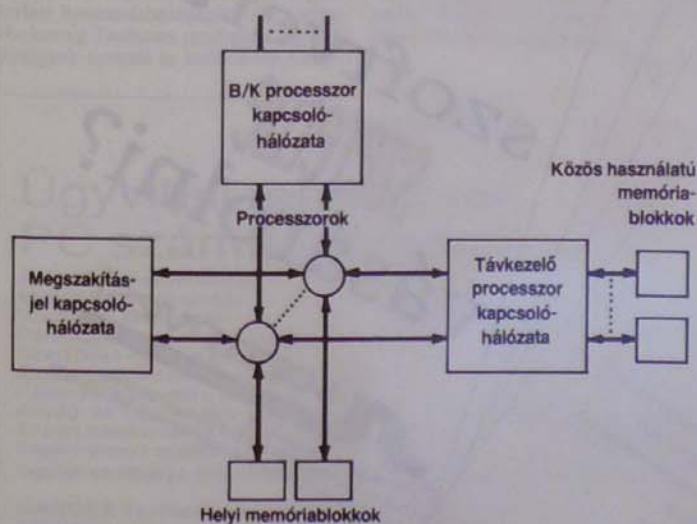 B/K processzor
kapcsoló-
hálózata
Közös használatú
memória-
blokkok
Processzorok
Megszakítás-
jel kapcsoló-
hálózata
Távkezelő
processzor
kapcsoló-
hálózata
Helyi memóriablokkok